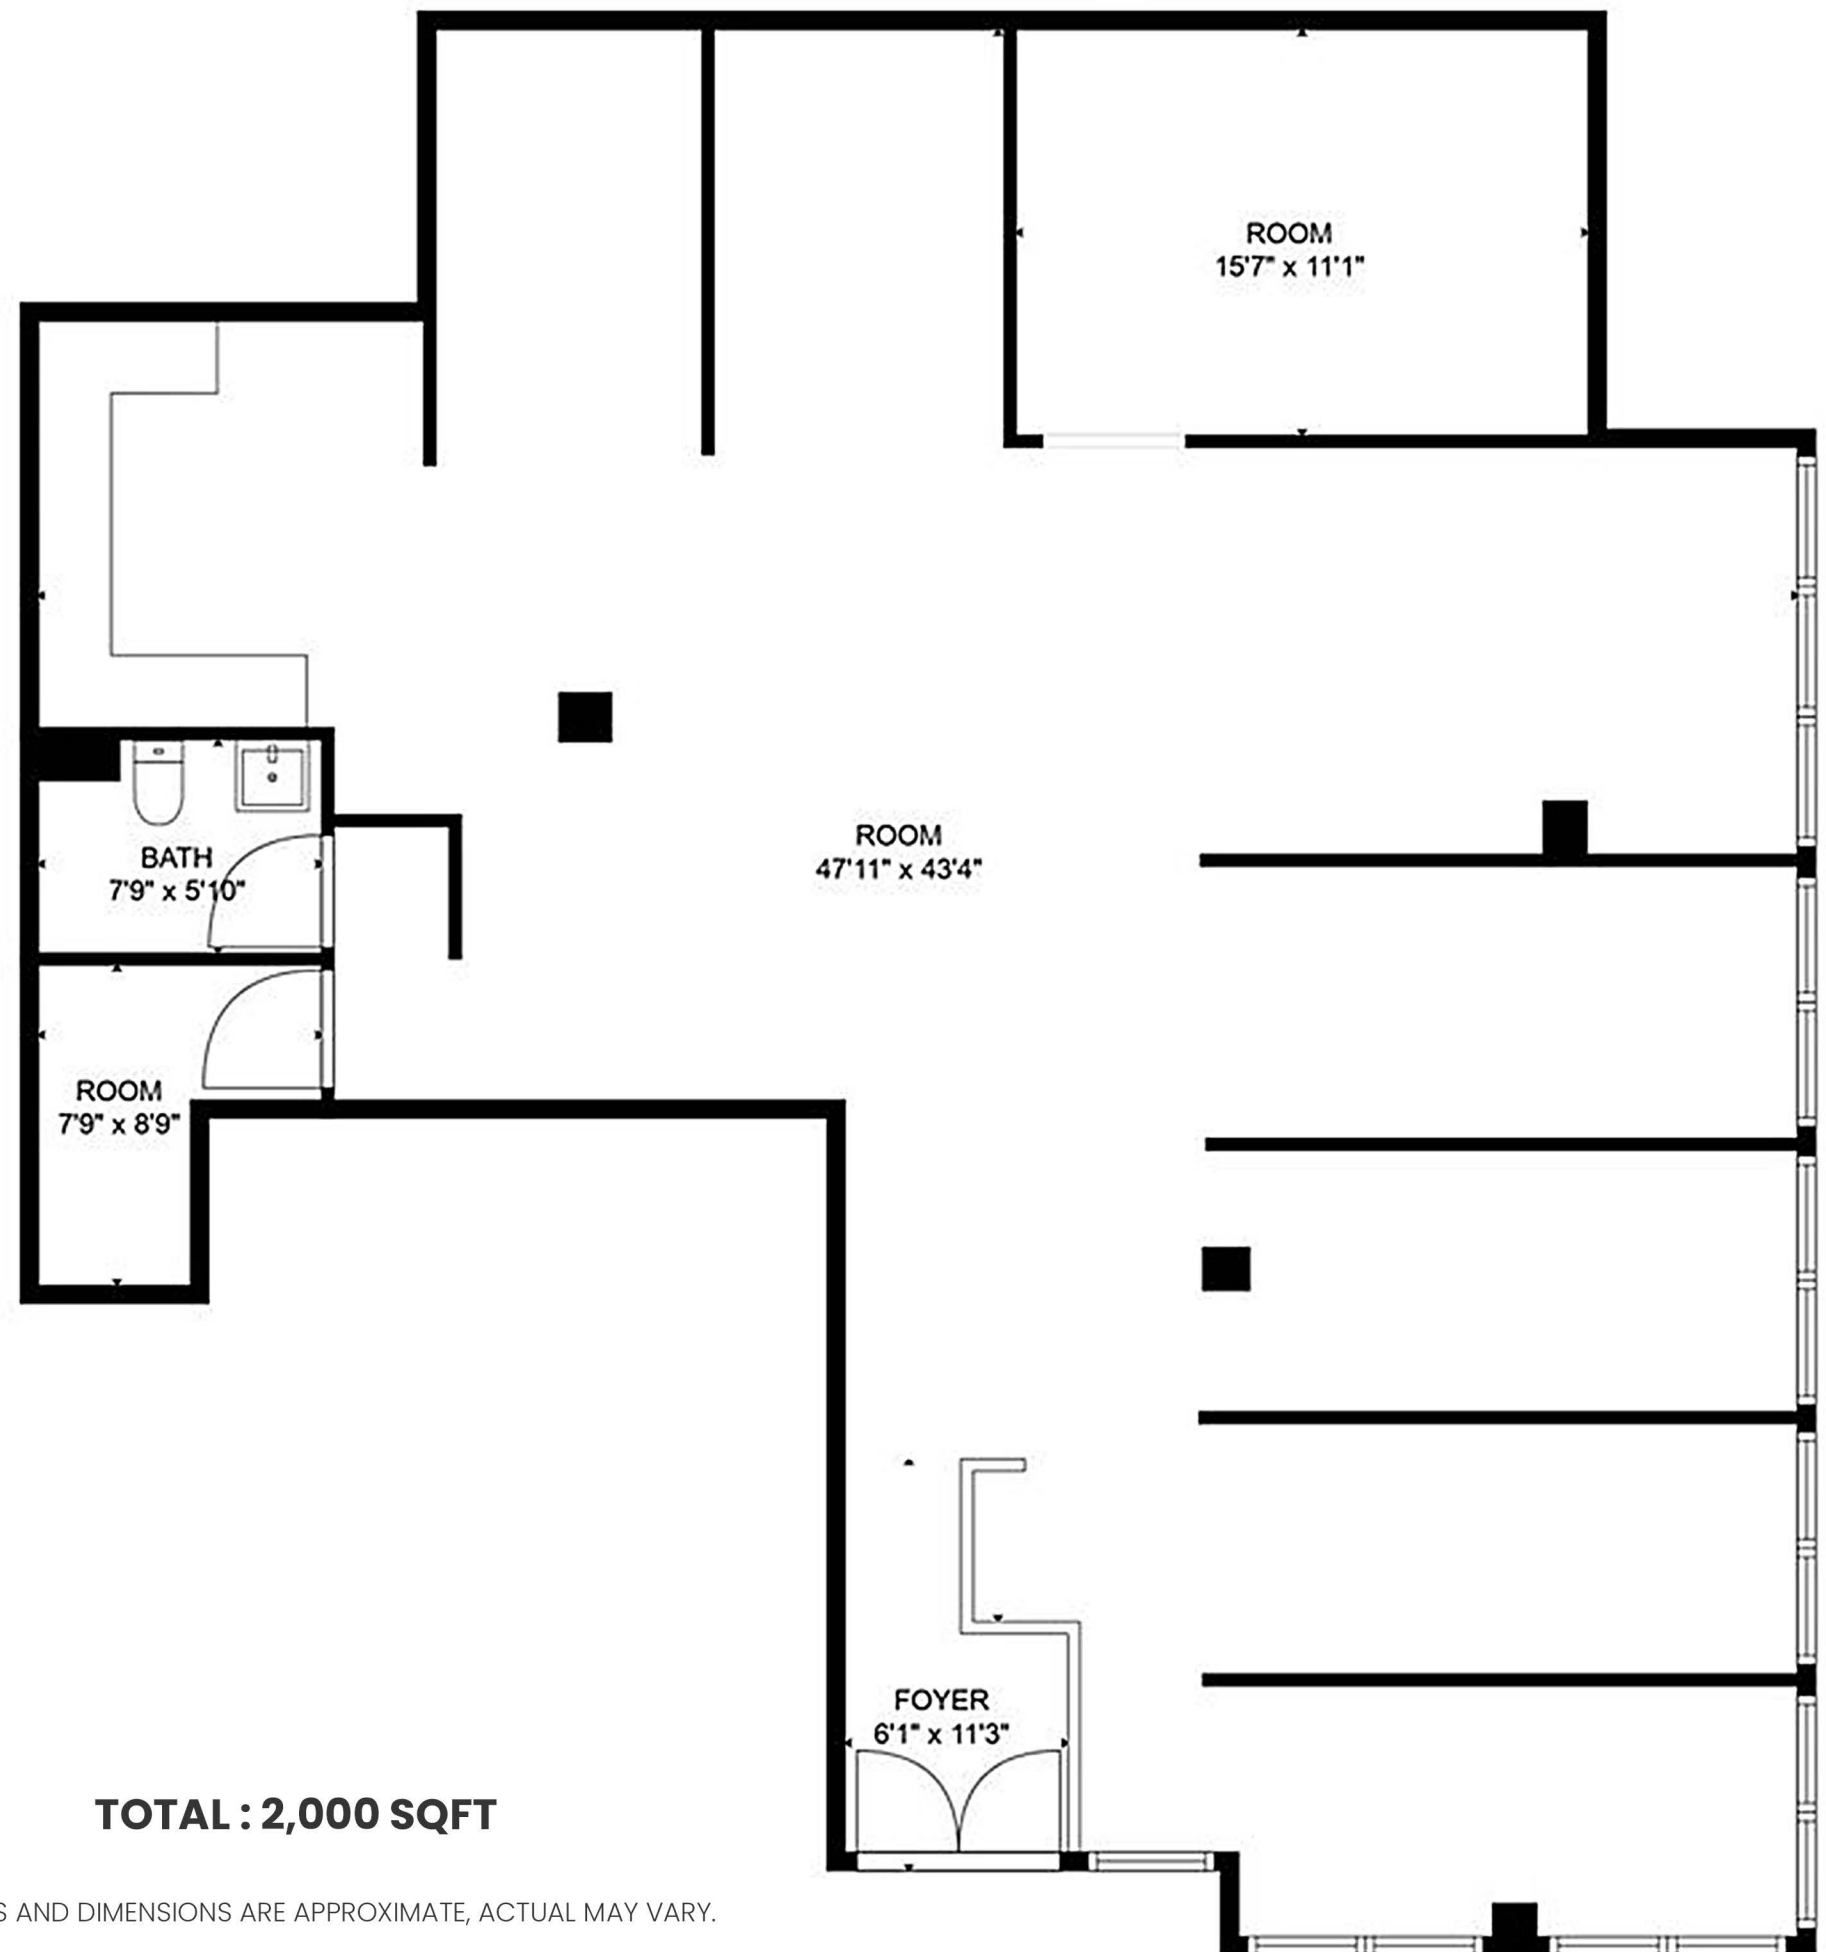 ROOM
15'7" x 11'1"
ROOM
47'11" x 43'4"
BATH
7'9" x 5'10"
ROOM
7'9" x 8'9"
FOYER
6'1" x 11'3"
TOTAL : 2,000 SQFT
AND DIMENSIONS ARE APPROXIMATE, ACTUAL MAY VARY.